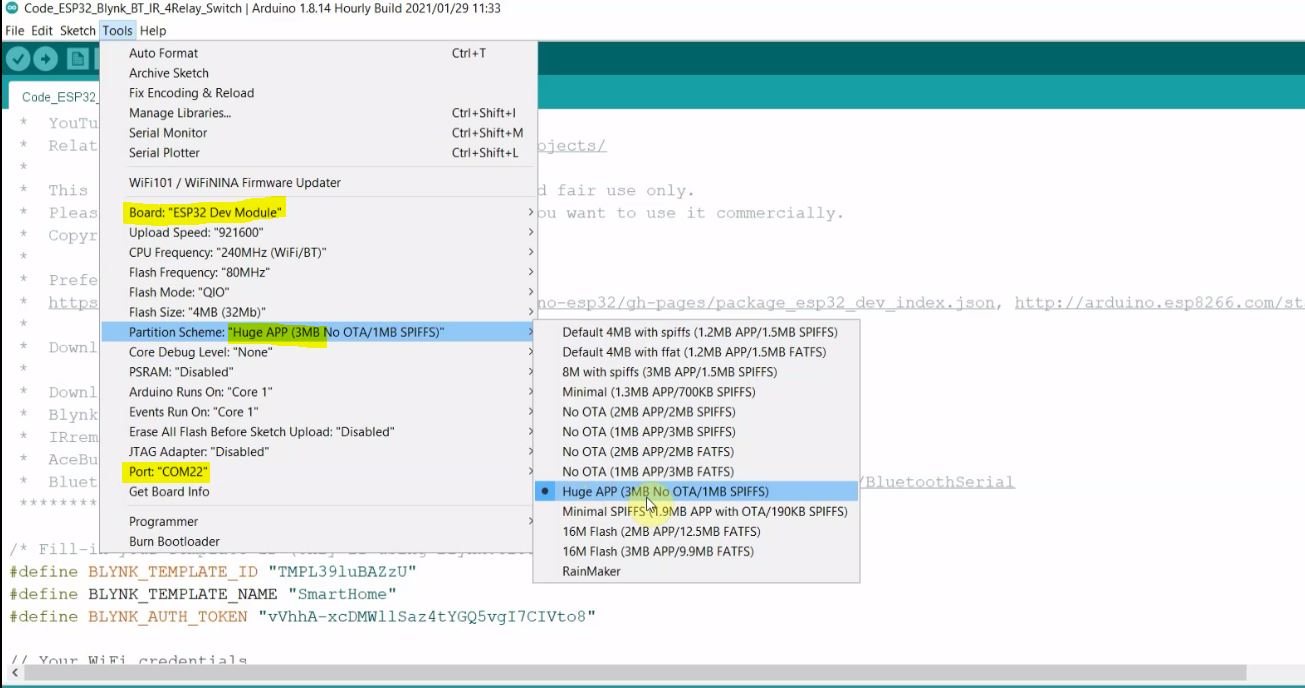 Code_ESP32_Blynk_BT_IR_4Relay_Switch | Arduino 1.8.14 Hourly Build 2021/01/29 11:33
File Edit Sketch Tools Help
Code_ESP32_
Auto Format Ctrl+T
Archive Sketch
Fix Encoding & Reload
Manage Libraries... Ctrl+Shift+I
Serial Monitor Ctrl+Shift+M
Serial Plotter Ctrl+Shift+L
WiFi101 / WiFiNINA Firmware Updater
Board: "ESP32 Dev Module"
Upload Speed: "921600"
CPU Frequency: "240MHz (WiFi/BT)"
Flash Frequency: "80MHz"
Flash Mode: "QIO"
Flash Size: "4MB (32Mb)"
Partition Scheme: "Huge APP (3MB No OTA/1MB SPIFFS)"
Core Debug Level: "None"
PSRAM: "Disabled"
Arduino Runs On: "Core 1"
Events Run On: "Core 1"
Erase All Flash Before Sketch Upload: "Disabled"
JTAG Adapter: "Disabled"
Port: "COM22"
Get Board Info
Programmer
Burn Bootloader
Default 4MB with spiffs (1.2MB APP/1.5MB SPIFFS)
Default 4MB with ffat (1.2MB APP/1.5MB FATFS)
8M with spiffs (3MB APP/1.5MB SPIFFS)
Minimal (1.3MB APP/700KB SPIFFS)
No OTA (2MB APP/2MB SPIFFS)
No OTA (1MB APP/3MB SPIFFS)
No OTA (2MB APP/2MB FATFS)
No OTA (1MB APP/3MB FATFS)
Huge APP (3MB No OTA/1MB SPIFFS)
Minimal SPIFFS (1.9MB APP with OTA/190KB SPIFFS)
16M Flash (2MB APP/12.5MB FATFS)
16M Flash (3MB APP/9.9MB FATFS)
RainMaker
* YouTu
* Relat ojects/
*
* This d fair use only.
* Pleas ou want to use it commercially.
* Copyr
*
* Prefe
* https no-esp32/gh-pages/package_esp32_dev_index.json, http://arduino.esp8266.com/st
*
* Downl
*
* Downl
* Blynk
* IRrem
* AceBu
* Bluet /BluetoothSerial
********
/* Fill-i
#define BLYNK_TEMPLATE_ID "TMPL39luBAZzU"
#define BLYNK_TEMPLATE_NAME "SmartHome"
#define BLYNK_AUTH_TOKEN "vVhhA-xcDMWllSaz4tYGQ5vgI7CIVto8"
// Your WiFi credentials